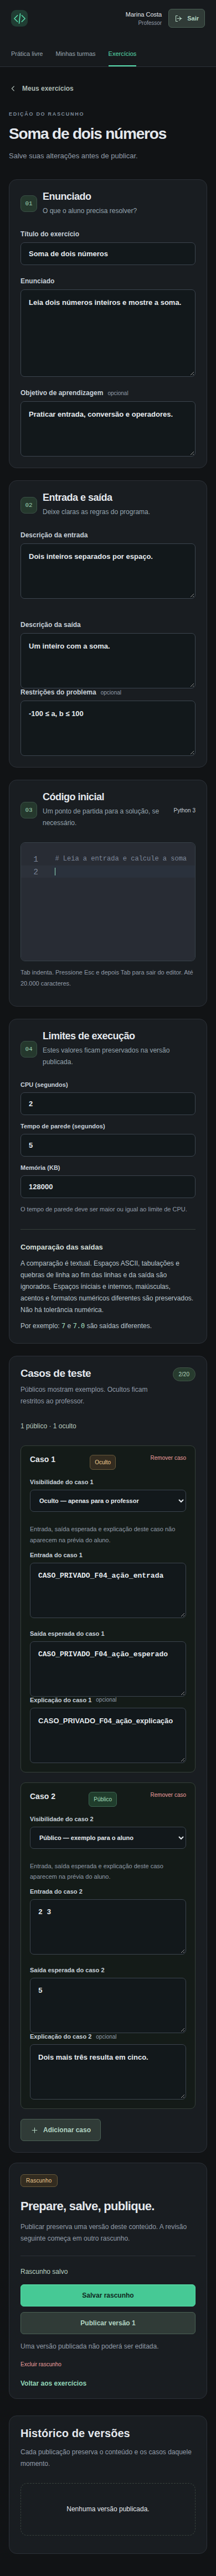 Marina Costa
Professor
Sair
Prática livre
Minhas turmas
Exercícios
Meus exercícios
EDIÇÃO DO RASCUNHO
Soma de dois números
Salve suas alterações antes de publicar.
01
Enunciado
O que o aluno precisa resolver?
Título do exercício
Soma de dois números
Enunciado
Leia dois números inteiros e mostre a soma.
Objetivo de aprendizagem opcional
Praticar entrada, conversão e operadores.
02
Entrada e saída
Deixe claras as regras do programa.
Descrição da entrada
Dois inteiros separados por espaço.
Descrição da saída
Um inteiro com a soma.
Restrições do problema opcional
-100 ≤ a, b ≤ 100
03
Código inicial
Um ponto de partida para a solução, se
necessário.
Python 3
1 # Leia a entrada e calcule a soma
2
Tab indenta. Pressione Esc e depois Tab para sair do editor. Até
20.000 caracteres.
04
Limites de execução
Estes valores ficam preservados na versão
publicada.
CPU (segundos)
2
Tempo de parede (segundos)
5
Memória (KB)
128000
O tempo de parede deve ser maior ou igual ao limite de CPU.
Comparação das saídas
A comparação é textual. Espaços ASCII, tabulações e
quebras de linha ao fim das linhas e da saída são
ignorados. Espaços iniciais e internos, maiúsculas,
acentos e formatos numéricos diferentes são preservados.
Não há tolerância numérica.
Por exemplo: 7 e 7.0 são saídas diferentes.
Casos de teste
2/20
Públicos mostram exemplos. Ocultos ficam
restritos ao professor.
1 público · 1 oculto
Caso 1
Oculto
Remover caso
Visibilidade do caso 1
Oculto — apenas para o professor
Entrada, saída esperada e explicação deste caso não
aparecem na prévia do aluno.
Entrada do caso 1
CASO_PRIVADO_F04_ação_entrada
Saída esperada do caso 1
CASO_PRIVADO_F04_ação_esperado
Explicação do caso 1 opcional
CASO_PRIVADO_F04_ação_explicação
Caso 2
Público
Remover caso
Visibilidade do caso 2
Público — exemplo para o aluno
Entrada, saída esperada e explicação deste caso
aparecem na prévia do aluno.
Entrada do caso 2
2 3
Saída esperada do caso 2
5
Explicação do caso 2 opcional
Dois mais três resulta em cinco.
Adicionar caso
Rascunho
Prepare, salve, publique.
Publicar preserva uma versão deste conteúdo. A revisão
seguinte começa em outro rascunho.
Rascunho salvo
Salvar rascunho
Publicar versão 1
Uma versão publicada não poderá ser editada.
Excluir rascunho
Voltar aos exercícios
Histórico de versões
Cada publicação preserva o conteúdo e os casos daquele
momento.
Nenhuma versão publicada.